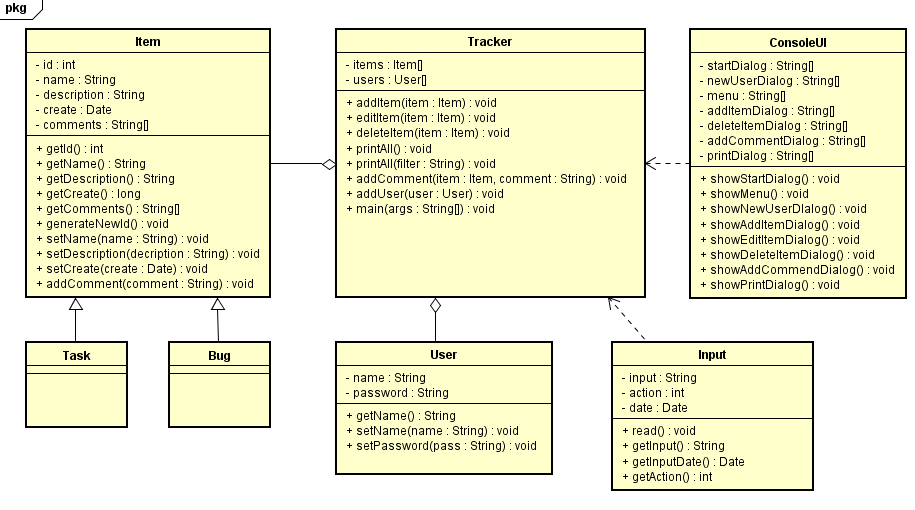 pkg
Item
- id : int
- name : String
- description : String
- create : Date
- comments : String[]
+ getId() : int
+ getName() : String
+ getDescription() : String
+ getCreate() : long
+ getComments() : String[]
+ generateNewId() : void
+ setName(name : String) : void
+ setDescription(decription : String) : void
+ setCreate(create : Date) : void
+ addComment(comment : String) : void
Tracker
- items : Item[]
- users : User[]
+ addItem(item : Item) : void
+ editItem(item : Item) : void
+ deleteItem(item : Item) : void
+ printAll() : void
+ printAll(filter : String) : void
+ addComment(item : Item, comment : String) : void
+ addUser(user : User) : void
+ main(args : String[]) : void
ConsoleUI
- startDialog : String[]
- newUserDialog : String[]
- menu : String[]
- addItemDialog : String[]
- deleteItemDialog : String[]
- addCommentDialog : String[]
- printDialog : String[]
+ showStartDialog() : void
+ showMenu() : void
+ showNewUserDIalog() : void
+ showAddItemDialog() : void
+ showEditItemDialog() : void
+ showDeleteItemDialog() : void
+ showAddCommendDialog() : void
+ showPrintDialog() : void
Task
Bug
User
- name : String
- password : String
+ getName() : String
+ setName(name : String) : void
+ setPassword(pass : String) : void
Input
- input : String
- action : int
- date : Date
+ read() : void
+ getInput() : String
+ getInputDate() : Date
+ getAction() : int